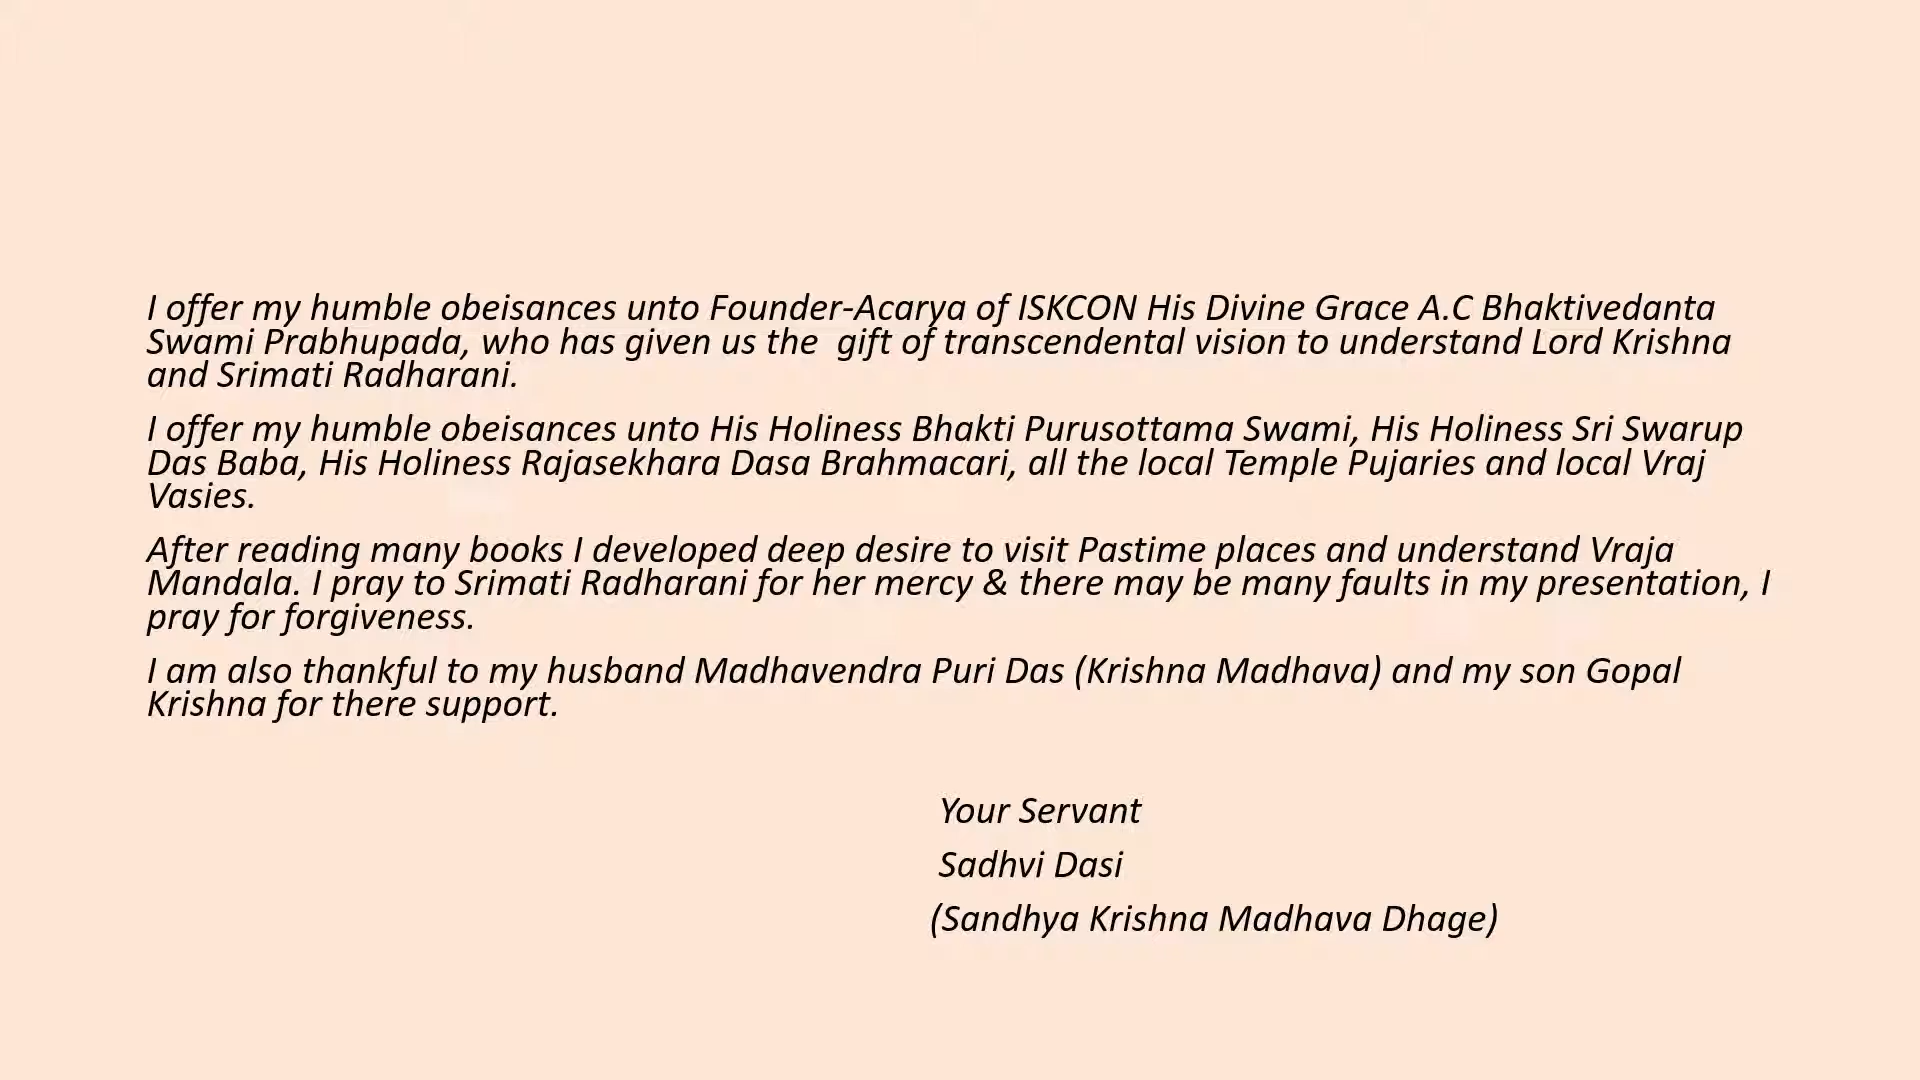 I offer my humble obeisances unto Founder-Acarya of ISKCON His Divine Grace A.C Bhaktivedanta
Swami Prabhupada, who has given us the  gift of transcendental vision to understand Lord Krishna
and Srimati Radharani.
I offer my humble obeisances unto His Holiness Bhakti Purusottama Swami, His Holiness Sri Swarup
Das Baba, His Holiness Rajasekhara Dasa Brahmacari, all the local Temple Pujaries and local Vraj
Vasies.
After reading many books I developed deep desire to visit Pastime places and understand Vraja
Mandala. I pray to Srimati Radharani for her mercy & there may be many faults in my presentation, I
pray for forgiveness.
I am also thankful to my husband Madhavendra Puri Das (Krishna Madhava) and my son Gopal
Krishna for there support.
Your Servant
Sadhvi Dasi
(Sandhya Krishna Madhava Dhage)